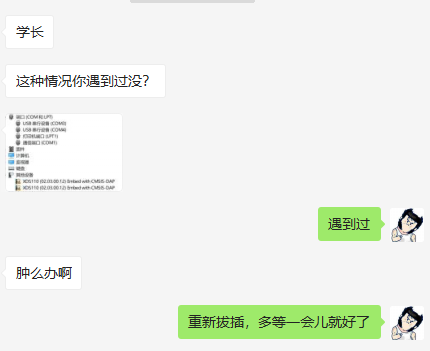 学长
这种情况你遇到过没？
端口 (COM 和 LPT)
USB 串行设备 (COM3)
USB 串行设备 (COM4)
打印机端口 (LPT1)
通信端口 (COM1)
固件
计算机
监视器
键盘
其他设备
XDS110 (02.03.00.12) Embed with CMSIS-DAP
XDS110 (02.03.00.12) Embed with CMSIS-DAP
遇到过
肿么办啊
重新拔插，多等一会儿就好了